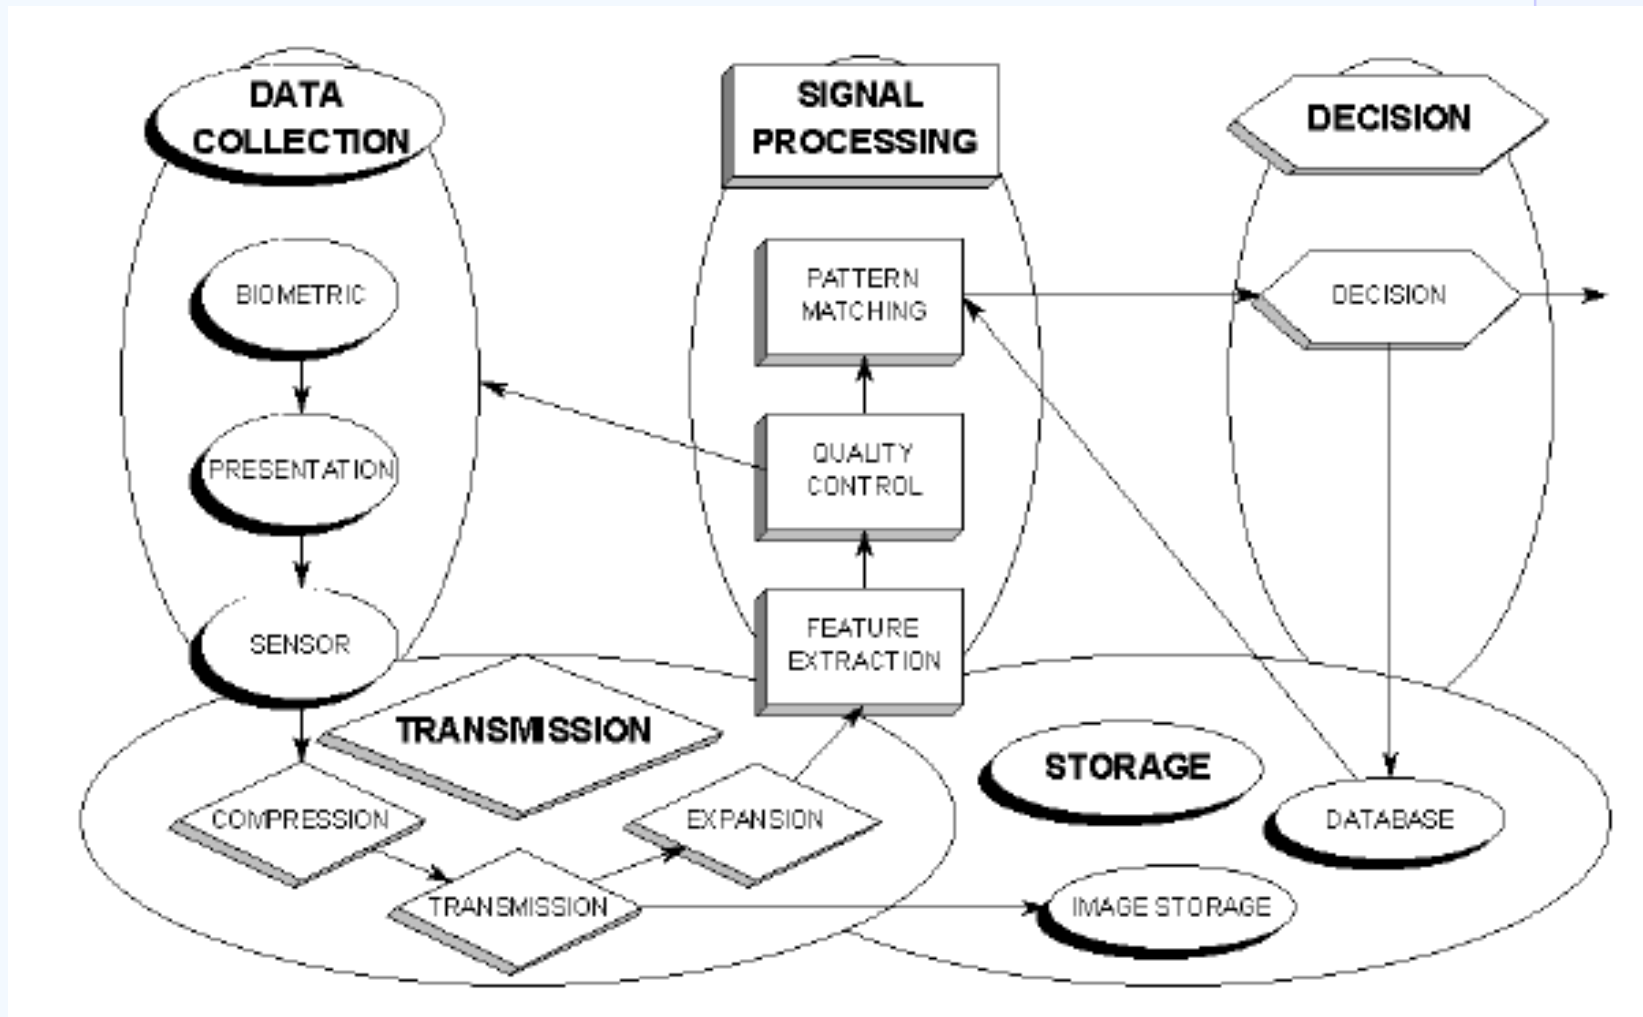 DATA
COLLECTION
BIOMETRIC
PRESENTATION
SENSOR
SIGNAL
PROCESSING
PATTERN
MATCHING
QUALITY
CONTROL
FEATURE
EXTRACTION
DECISION
DECISION
TRANSMISSION
COMPRESSION
EXPANSION
TRANSMISSION
STORAGE
DATABASE
IMAGE STORAGE